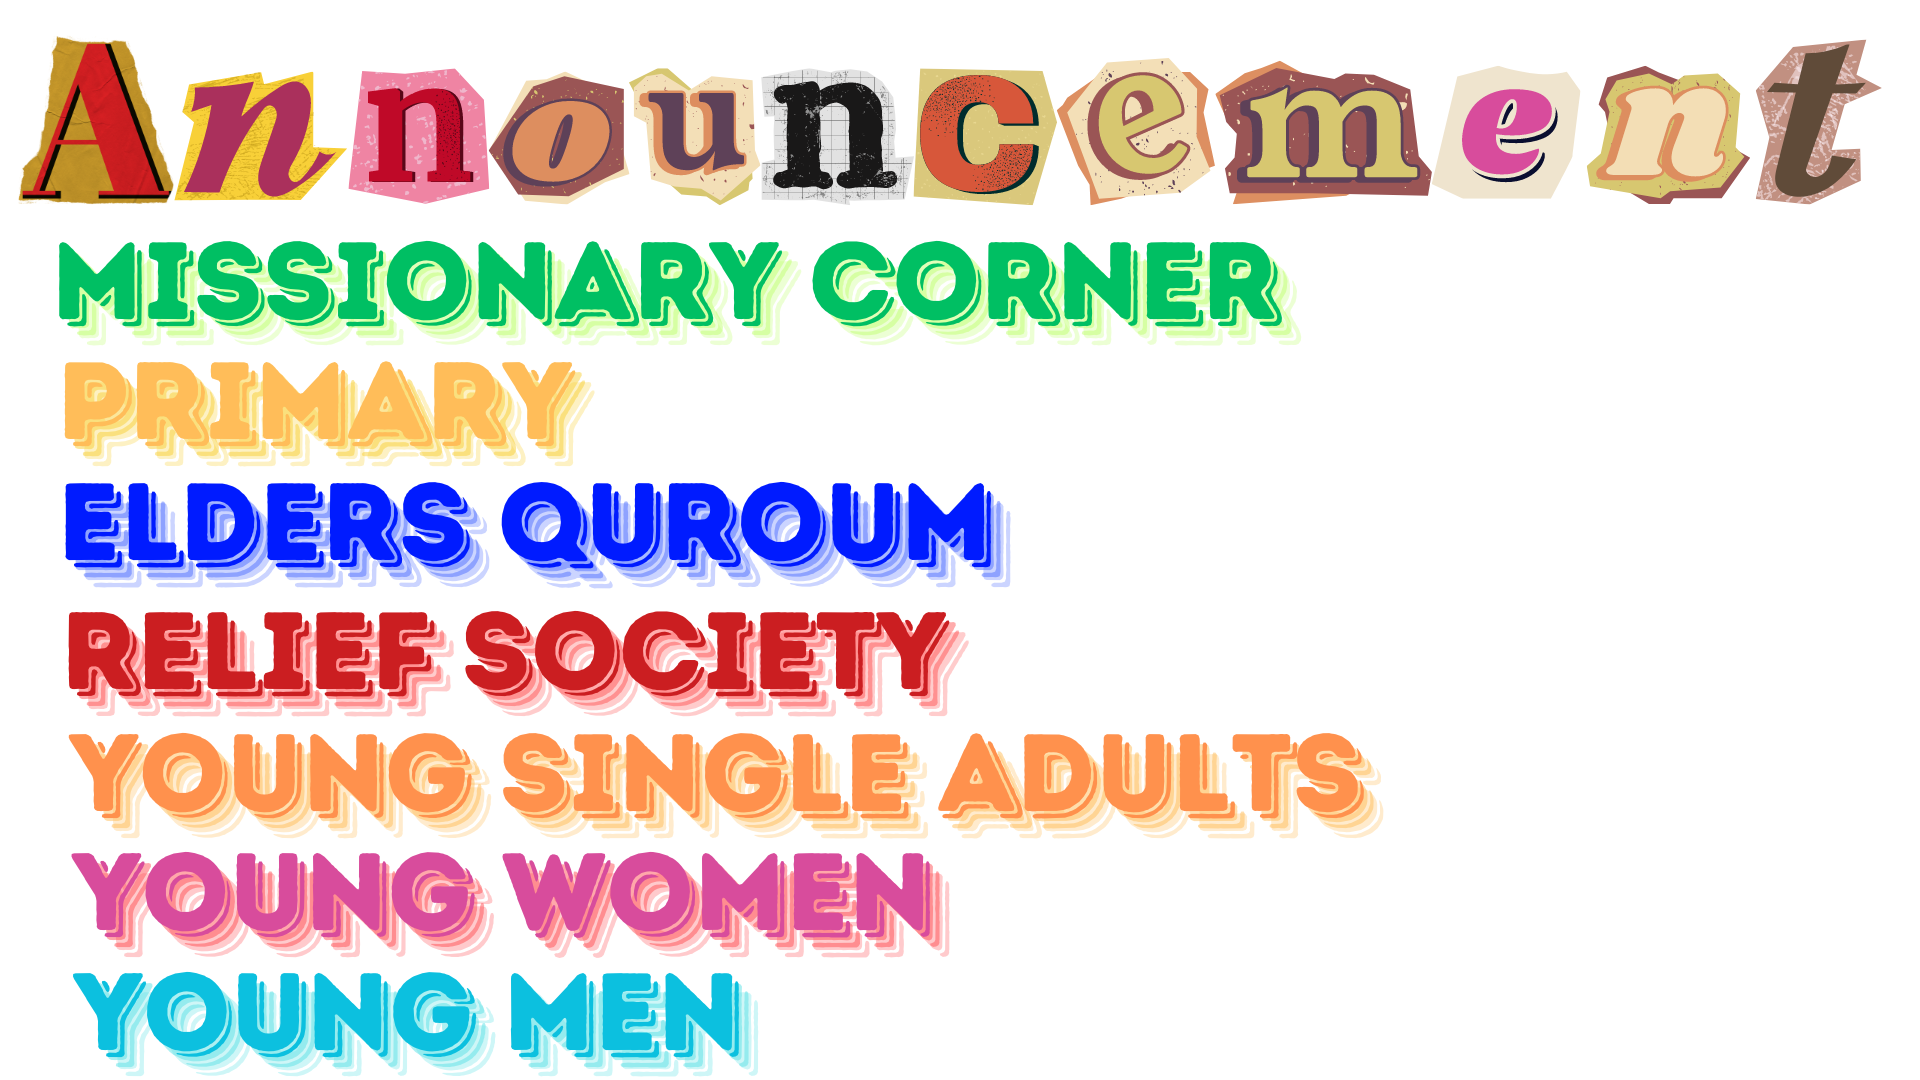 Announcement
MISSIONARY CORNER
PRIMARY
ELDERS QUROUM
RELIEF SOCIETY
YOUNG SINGLE ADULTS
YOUNG WOMEN
YOUNG MEN